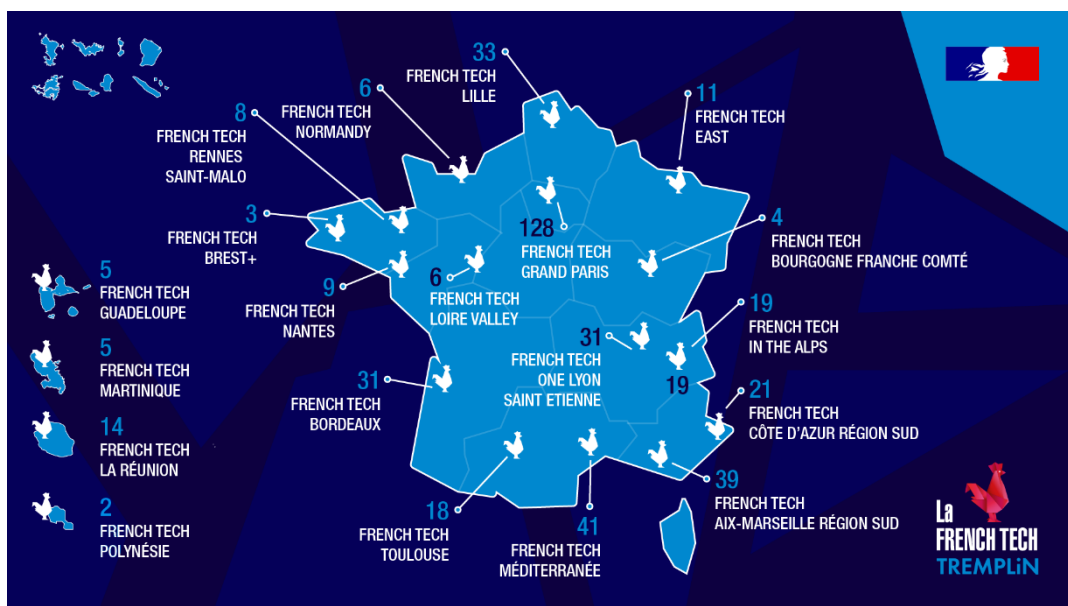 33
FRENCH TECH
LILLE
6
FRENCH TECH
NORMANDY
11
FRENCH TECH
EAST
8
FRENCH TECH
RENNES
SAINT-MALO
3
FRENCH TECH
BREST+
128
FRENCH TECH
GRAND PARIS
4
FRENCH TECH
BOURGOGNE FRANCHE COMTÉ
9
FRENCH TECH
NANTES
6
FRENCH TECH
LOIRE VALLEY
5
FRENCH TECH
GUADELOUPE
19
FRENCH TECH
IN THE ALPS
31
FRENCH TECH
ONE LYON
SAINT ETIENNE
19
5
FRENCH TECH
MARTINIQUE
31
FRENCH TECH
BORDEAUX
21
FRENCH TECH
CÔTE D'AZUR RÉGION SUD
14
FRENCH TECH
LA RÉUNION
39
FRENCH TECH
AIX-MARSEILLE RÉGION SUD
2
FRENCH TECH
POLYNÉSIE
18
FRENCH TECH
TOULOUSE
41
FRENCH TECH
MÉDITERRANÉE
La
FRENCH TECH
TREMPLiN